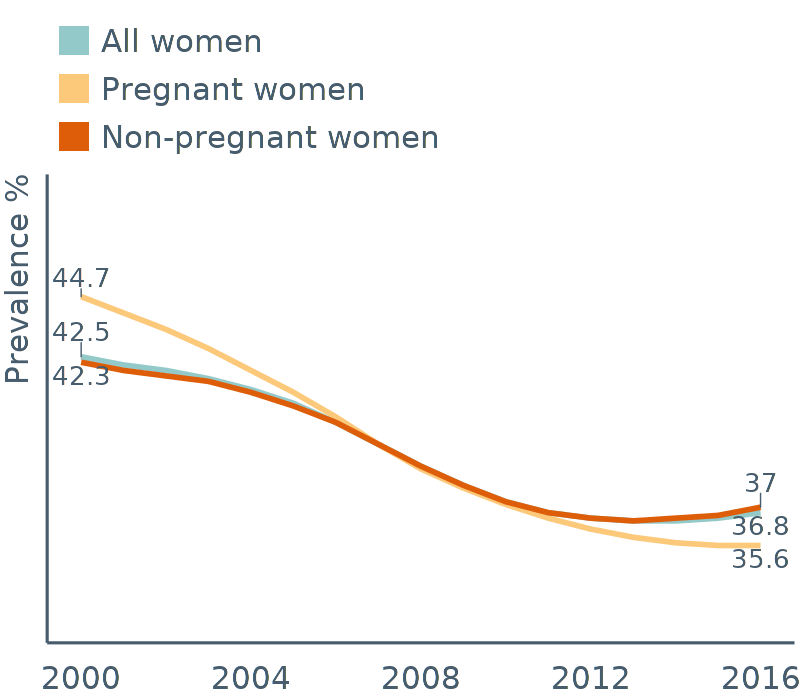 All women
Pregnant women
Non-pregnant women
Prevalence %
44.7
42.5
42.3
37
36.8
35.6
2000 2004 2008 2012 2016